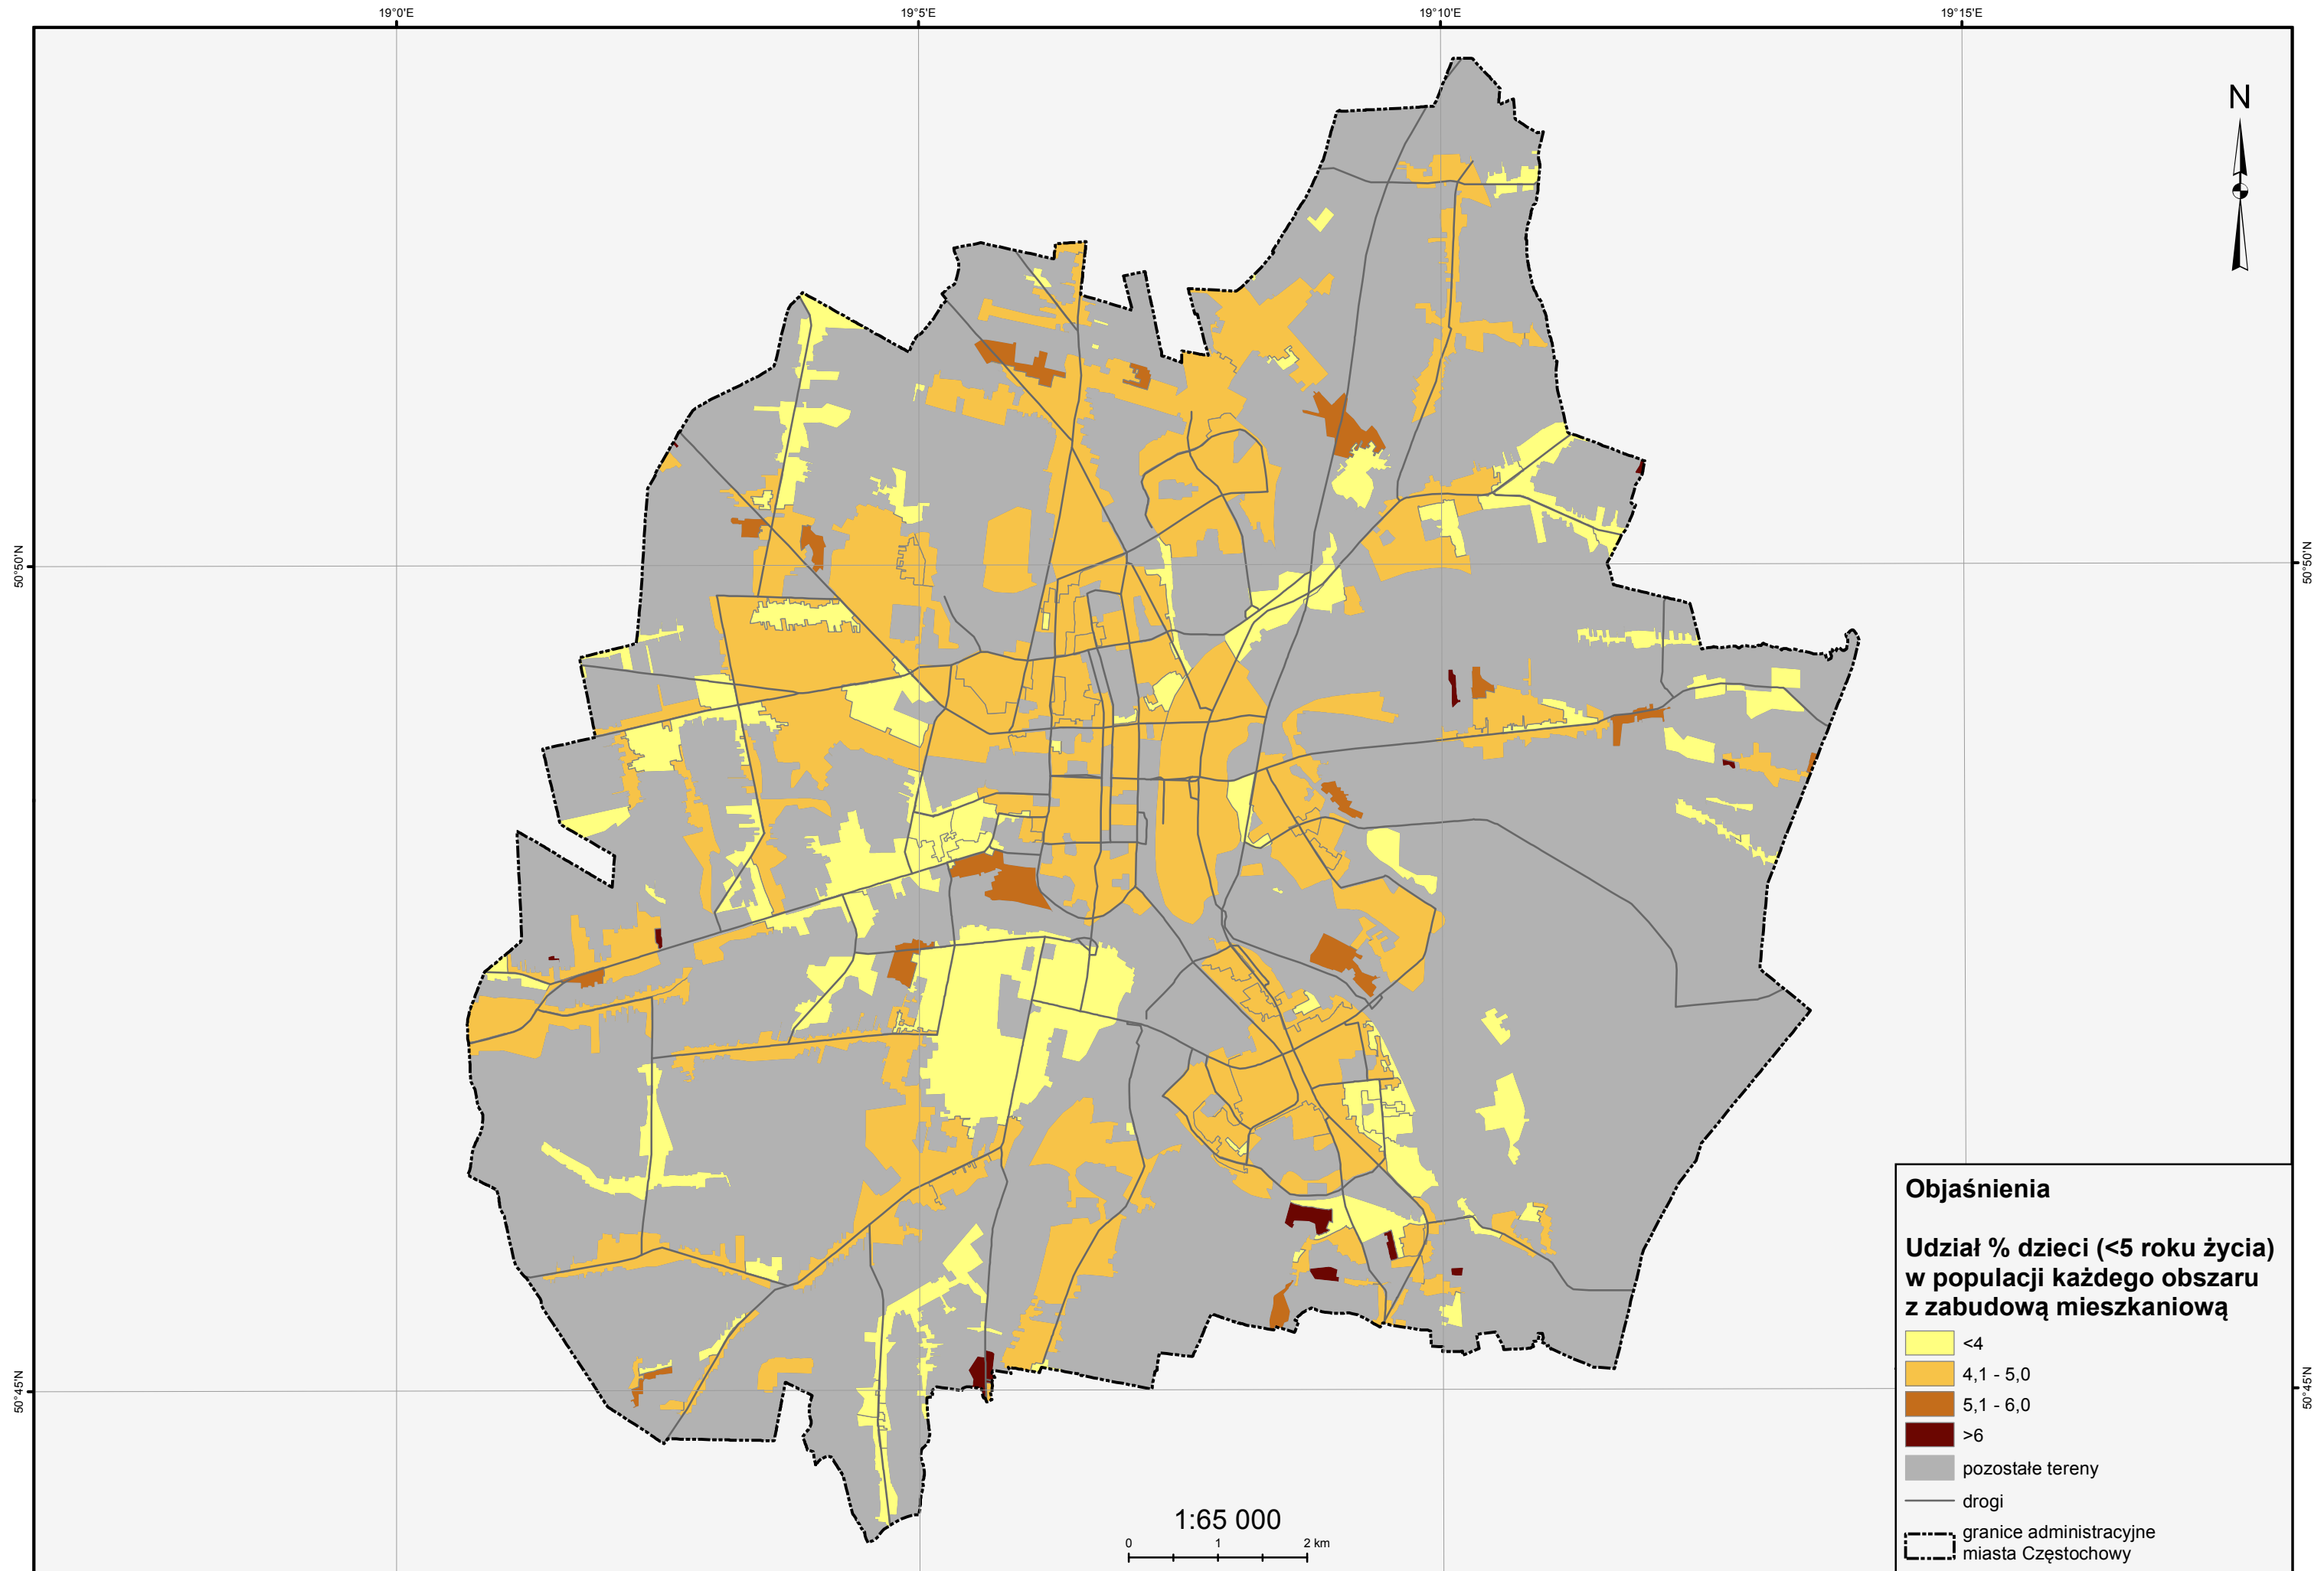 19°0'E
19°5'E
19°10'E
19°15'E
N
50°50'N
50°50'N
50°45'N
50°45'N
1:65 000
0 1 2 km
Objaśnienia
Udział % dzieci (<5 roku życia)
w populacji każdego obszaru
z zabudową mieszkaniową
<4
4,1 - 5,0
5,1 - 6,0
>6
pozostałe tereny
drogi
granice administracyjne
miasta Częstochowy